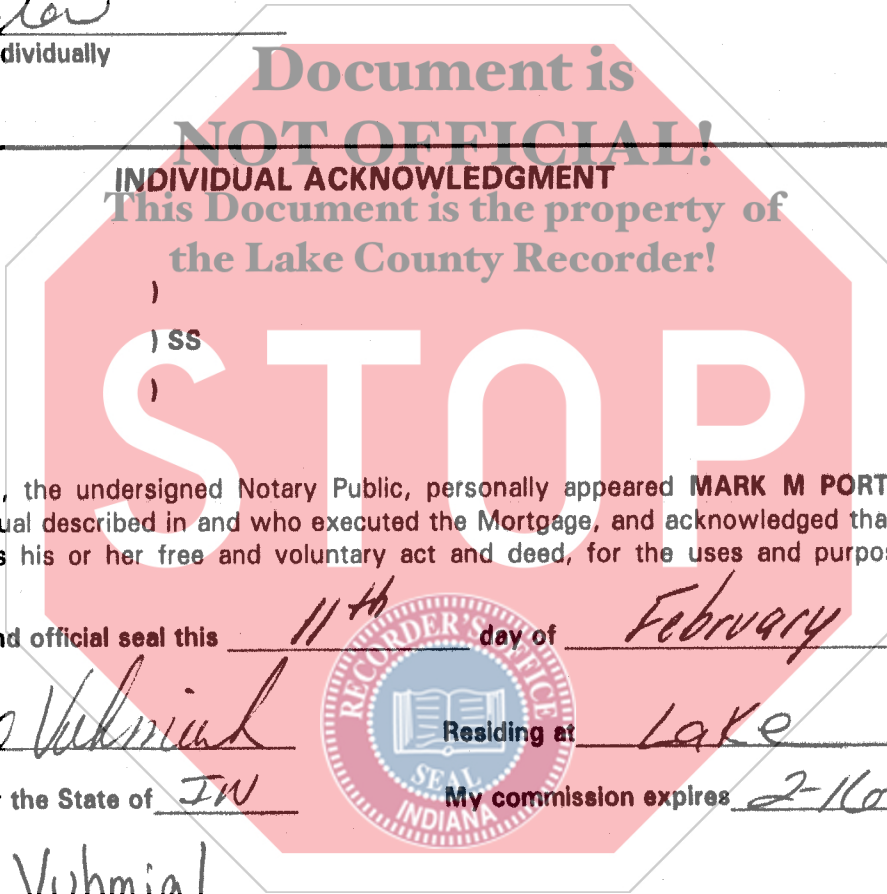 dividually
Document is
NOT OFFICIAL!
INDIVIDUAL ACKNOWLEDGMENT
This Document is the property of
the Lake County Recorder!
)
) SS
)
STOP
, the undersigned Notary Public, personally appeared MARK M PORT
ual described in and who executed the Mortgage, and acknowledged tha
s his or her free and voluntary act and deed, for the uses and purpos
nd official seal this 11th day of February
Residing at Lake
r the State of IN My commission expires 2-16
RECORDER'S OFFICE
SEAL
INDIANA